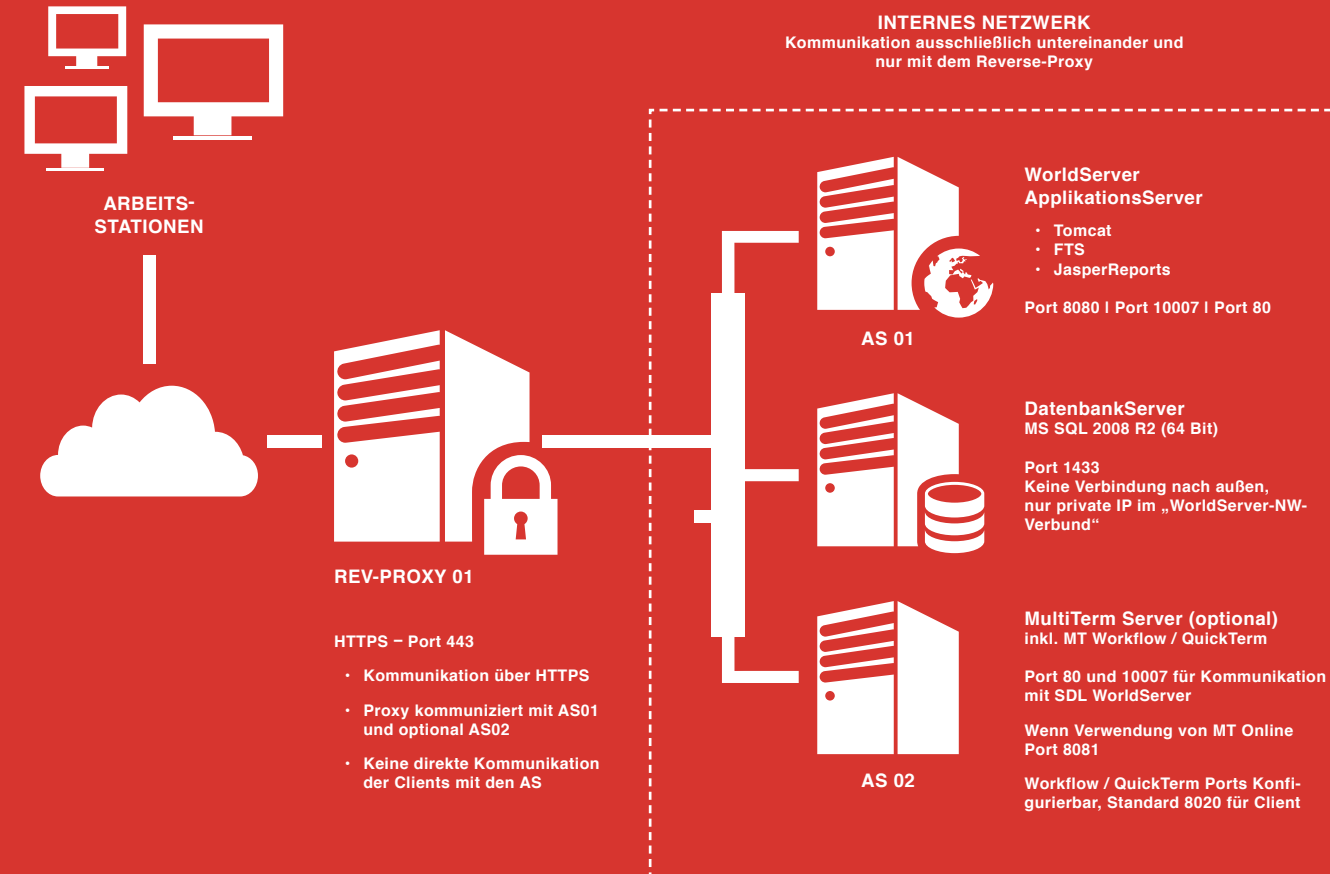 INTERNES NETZWERK
Kommunikation ausschließlich untereinander und
nur mit dem Reverse-Proxy
ARBEITS-
STATIONEN
REV-PROXY 01
HTTPS – Port 443
• Kommunikation über HTTPS
• Proxy kommuniziert mit AS01
und optional AS02
• Keine direkte Kommunikation
der Clients mit den AS
WorldServer
ApplikationsServer
• Tomcat
• FTS
• JasperReports
Port 8080 I Port 10007 I Port 80
AS 01
DatenbankServer
MS SQL 2008 R2 (64 Bit)
Port 1433
Keine Verbindung nach außen,
nur private IP im „WorldServer-NW-
Verbund“
MultiTerm Server (optional)
inkl. MT Workflow / QuickTerm
Port 80 und 10007 für Kommunikation
mit SDL WorldServer
Wenn Verwendung von MT Online
Port 8081
Workflow / QuickTerm Ports Konfi-
gurierbar, Standard 8020 für Client
AS 02